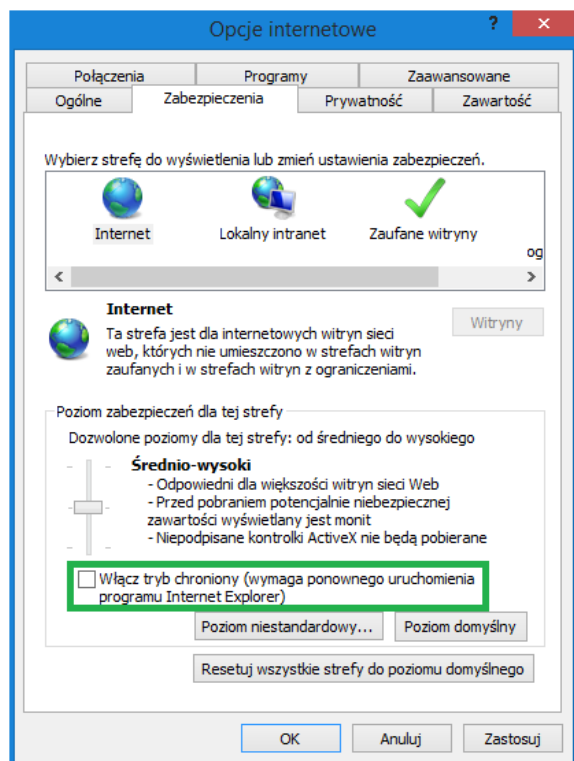 Opcje internetowe ?
Połączenia Programy Zaawansowane
Ogólne Zabezpieczenia Prywatność Zawartość
Wybierz strefę do wyświetlenia lub zmień ustawienia zabezpieczeń.
Internet Lokalny intranet Zaufane witryny
og
Internet
Ta strefa jest dla internetowych witryn sieci
web, których nie umieszczono w strefach witryn
zaufanych i w strefach witryn z ograniczeniami.
Witryny
Poziom zabezpieczeń dla tej strefy
Dozwolone poziomy dla tej strefy: od średniego do wysokiego
Średnio-wysoki
- Odpowiedni dla większości witryn sieci Web
- Przed pobraniem potencjalnie niebezpiecznej
zawartości wyświetlany jest monit
- Niepodpisane kontrolki ActiveX nie będą pobierane
Włącz tryb chroniony (wymaga ponownego uruchomienia
programu Internet Explorer)
Poziom niestandardowy... Poziom domyślny
Resetuj wszystkie strefy do poziomu domyślnego
OK Anuluj Zastosuj